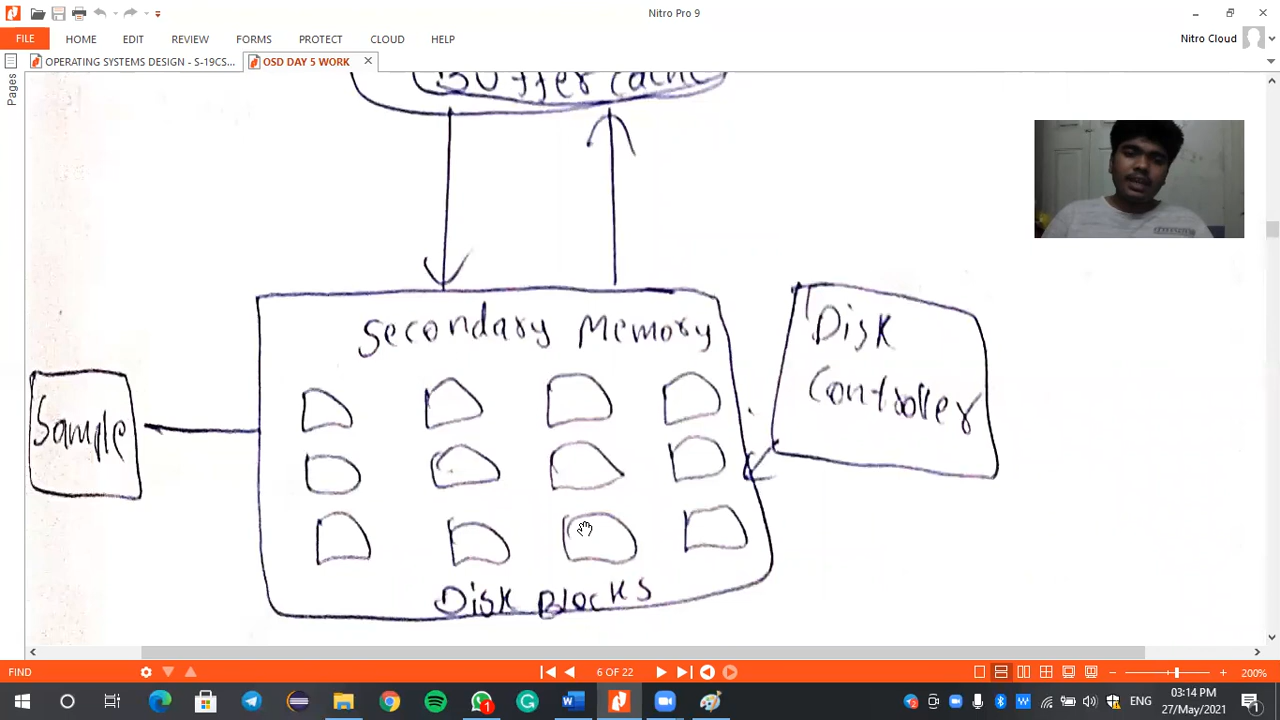 Nitro Pro 9
FILE
HOME
EDIT
REVIEW
FORMS
PROTECT
CLOUD
HELP
Nitro Cloud
OPERATING SYSTEMS DESIGN - S-19CS...
OSD DAY 5 WORK
Pages
Buffer cache
Secondary Memory
Disk
Controller
Sample
Disk Blocks
FIND
6 OF 22
200%
ENG
03:14 PM
27/May/2021